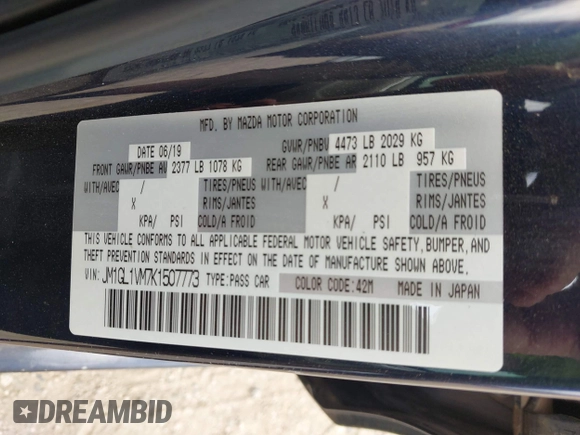 MFD. BY MAZDA MOTOR CORPORATION
DATE 06/19 GVWR/PNBV 4473 LB 2029 KG
FRONT GAWR/PNBE AV 2377 LB 1078 KG REAR GAWR/PNBE AR 2110 LB 957 KG
WITH/AVEC / TIRES/PNEUS WITH/AVEC / TIRES/PNEUS
X RIMS/JANTES X RIMS/JANTES
KPA/ PSI COLD/A FROID KPA/ PSI COLD/A FROID
THIS VEHICLE CONFORMS TO ALL APPLICABLE FEDERAL MOTOR VEHICLE SAFETY, BUMPER, AND
THEFT PREVENTION STANDARDS IN EFFECT ON THE DATE OF MANUFACTURE SHOWN ABOVE.
VIN: JM1GL1VM7K1507773 TYPE:PASS CAR COLOR CODE:42M MADE IN JAPAN
DREAMBID